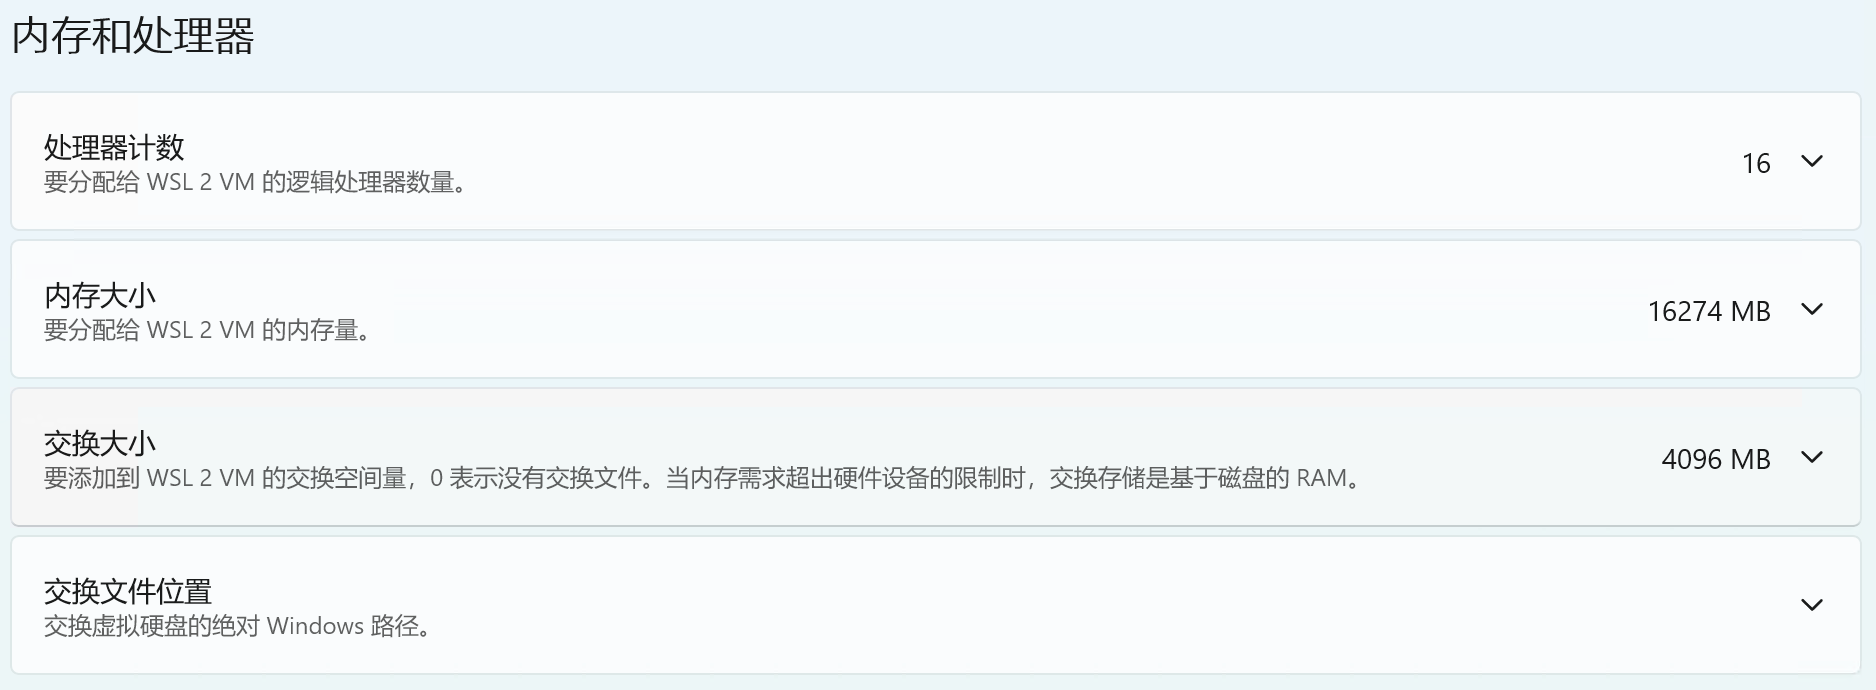 内存和处理器
处理器计数
要分配给 WSL 2 VM 的逻辑处理器数量。
16
内存大小
要分配给 WSL 2 VM 的内存量。
16274 MB
交换大小
要添加到 WSL 2 VM 的交换空间量，0 表示没有交换文件。当内存需求超出硬件设备的限制时，交换存储是基于磁盘的 RAM。
4096 MB
交换文件位置
交换虚拟硬盘的绝对 Windows 路径。